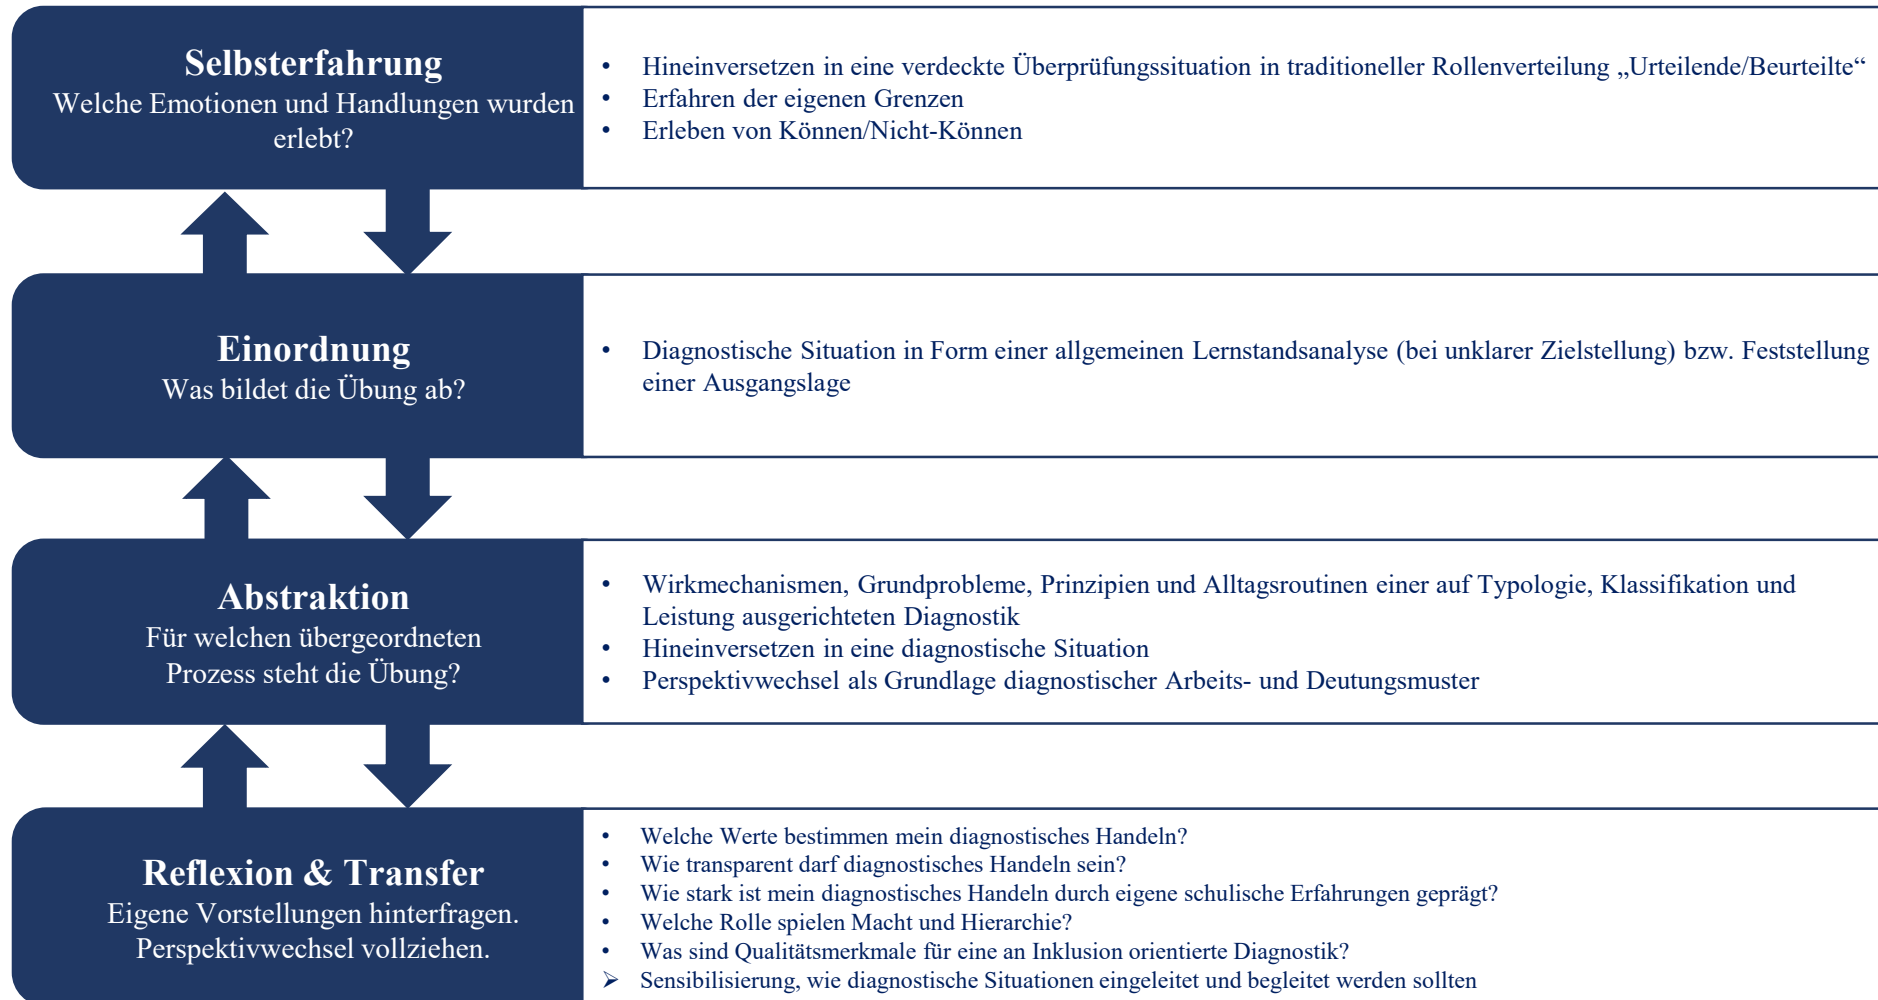 Selbsterfahrung
Welche Emotionen und Handlungen wurden
erlebt?
• Hineinversetzen in eine verdeckte Überprüfungssituation in traditioneller Rollenverteilung „Urteilende/Beurteilte“
• Erfahren der eigenen Grenzen
• Erleben von Können/Nicht-Können
Einordnung
Was bildet die Übung ab?
• Diagnostische Situation in Form einer allgemeinen Lernstandsanalyse (bei unklarer Zielstellung) bzw. Feststellung
einer Ausgangslage
Abstraktion
Für welchen übergeordneten
Prozess steht die Übung?
• Wirkmechanismen, Grundprobleme, Prinzipien und Alltagsroutinen einer auf Typologie, Klassifikation und
Leistung ausgerichteten Diagnostik
• Hineinversetzen in eine diagnostische Situation
• Perspektivwechsel als Grundlage diagnostischer Arbeits- und Deutungsmuster
Reflexion & Transfer
Eigene Vorstellungen hinterfragen.
Perspektivwechsel vollziehen.
• Welche Werte bestimmen mein diagnostisches Handeln?
• Wie transparent darf diagnostisches Handeln sein?
• Wie stark ist mein diagnostisches Handeln durch eigene schulische Erfahrungen geprägt?
• Welche Rolle spielen Macht und Hierarchie?
• Was sind Qualitätsmerkmale für eine an Inklusion orientierte Diagnostik?
➢ Sensibilisierung, wie diagnostische Situationen eingeleitet und begleitet werden sollten